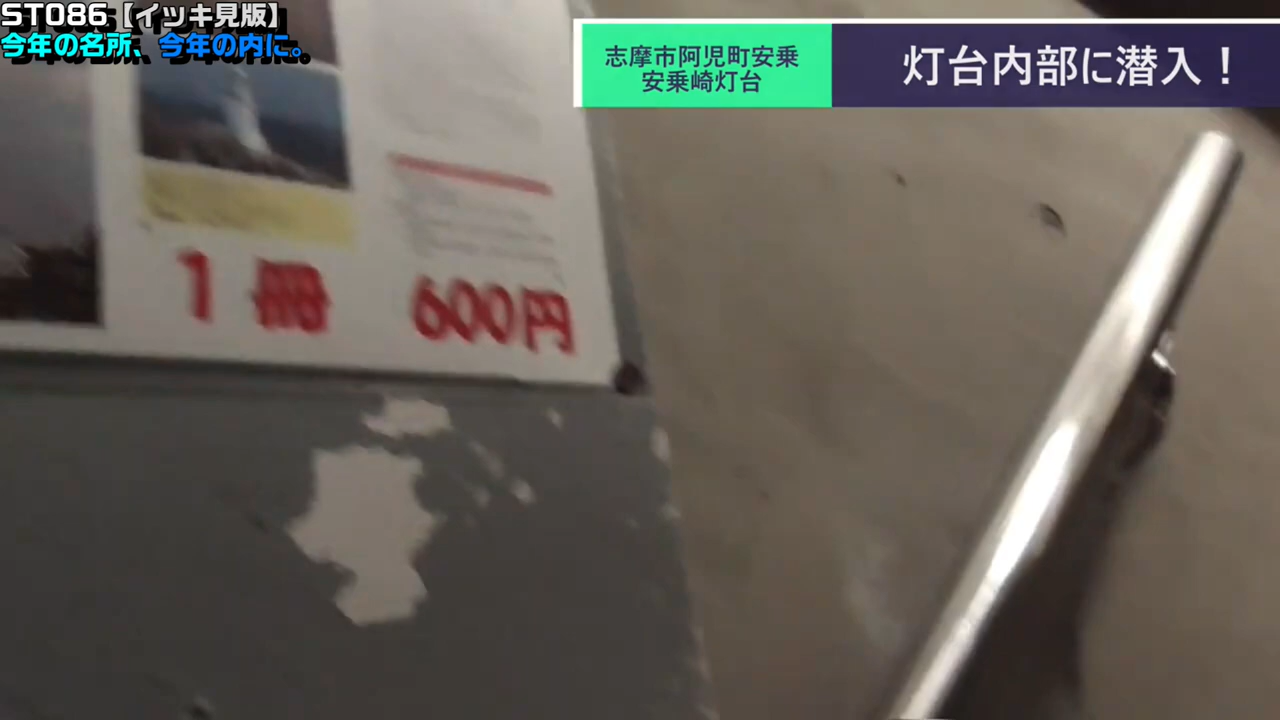 ST086【イッキ見版】
今年の名所、今年の内に。
志摩市阿児町安乗
安乗崎灯台
灯台内部に潜入！
1冊 600円